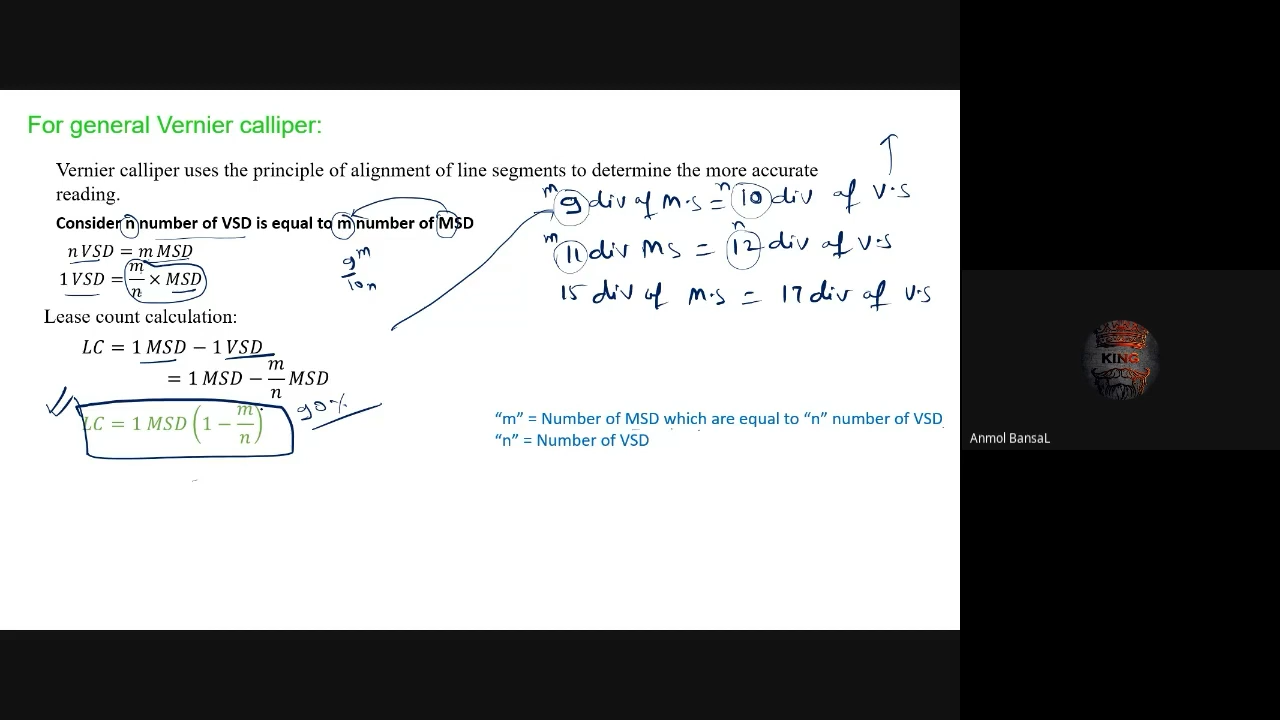 For general Vernier calliper:
Vernier calliper uses the principle of alignment of line segments to determine the more accurate
reading.
Consider n number of VSD is equal to m number of MSD
n VSD = m MSD
1 VSD = m/n × MSD
9 m
10 n
Lease count calculation:
LC = 1 MSD − 1 VSD
= 1 MSD − m/n MSD
LC = 1 MSD (1 − m/n)
90%
m 9 div of M.S = n 10 div of V.S
m 11 div MS = n 12 div of V.S
15 div of M.S = 17 div of V.S
“m” = Number of MSD which are equal to “n” number of VSD
“n” = Number of VSD
KING
Anmol BansaL